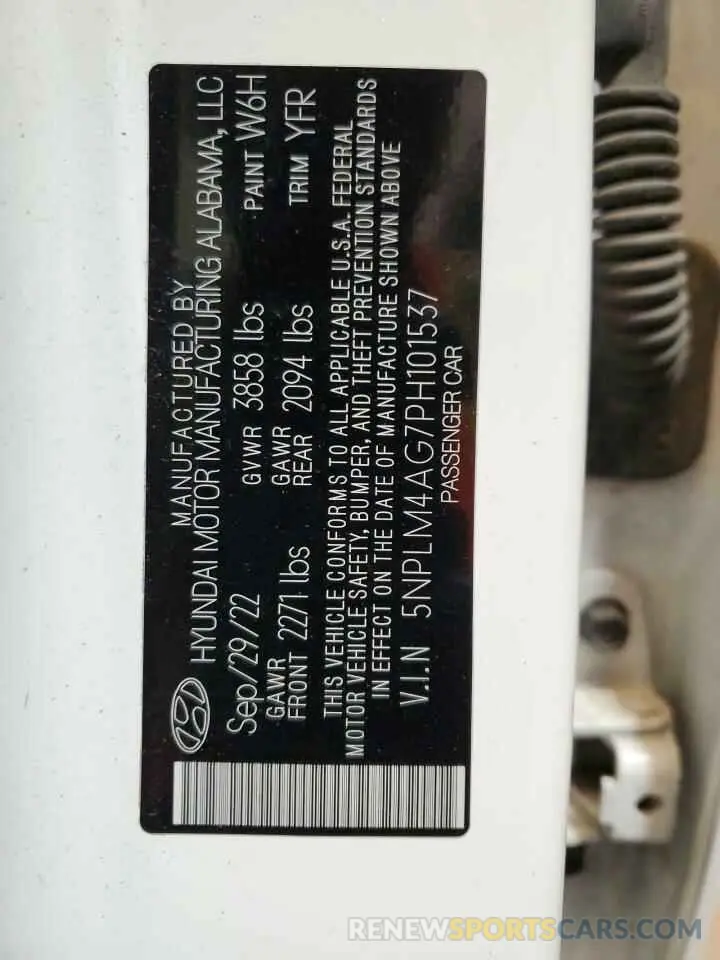 MANUFACTURED BY
HYUNDAI MOTOR MANUFACTURING ALABAMA, LLC
Sep/29/22 GVWR 3858 lbs PAINT W6H
GAWR GAWR
FRONT 2271 lbs REAR 2094 lbs TRIM YFR
THIS VEHICLE CONFORMS TO ALL APPLICABLE U.S.A. FEDERAL
MOTOR VEHICLE SAFETY, BUMPER, AND THEFT PREVENTION STANDARDS
IN EFFECT ON THE DATE OF MANUFACTURE SHOWN ABOVE
V.I.N 5NPLM4AG7PH101537
PASSENGER CAR
RENEWSPORTSCARS.COM